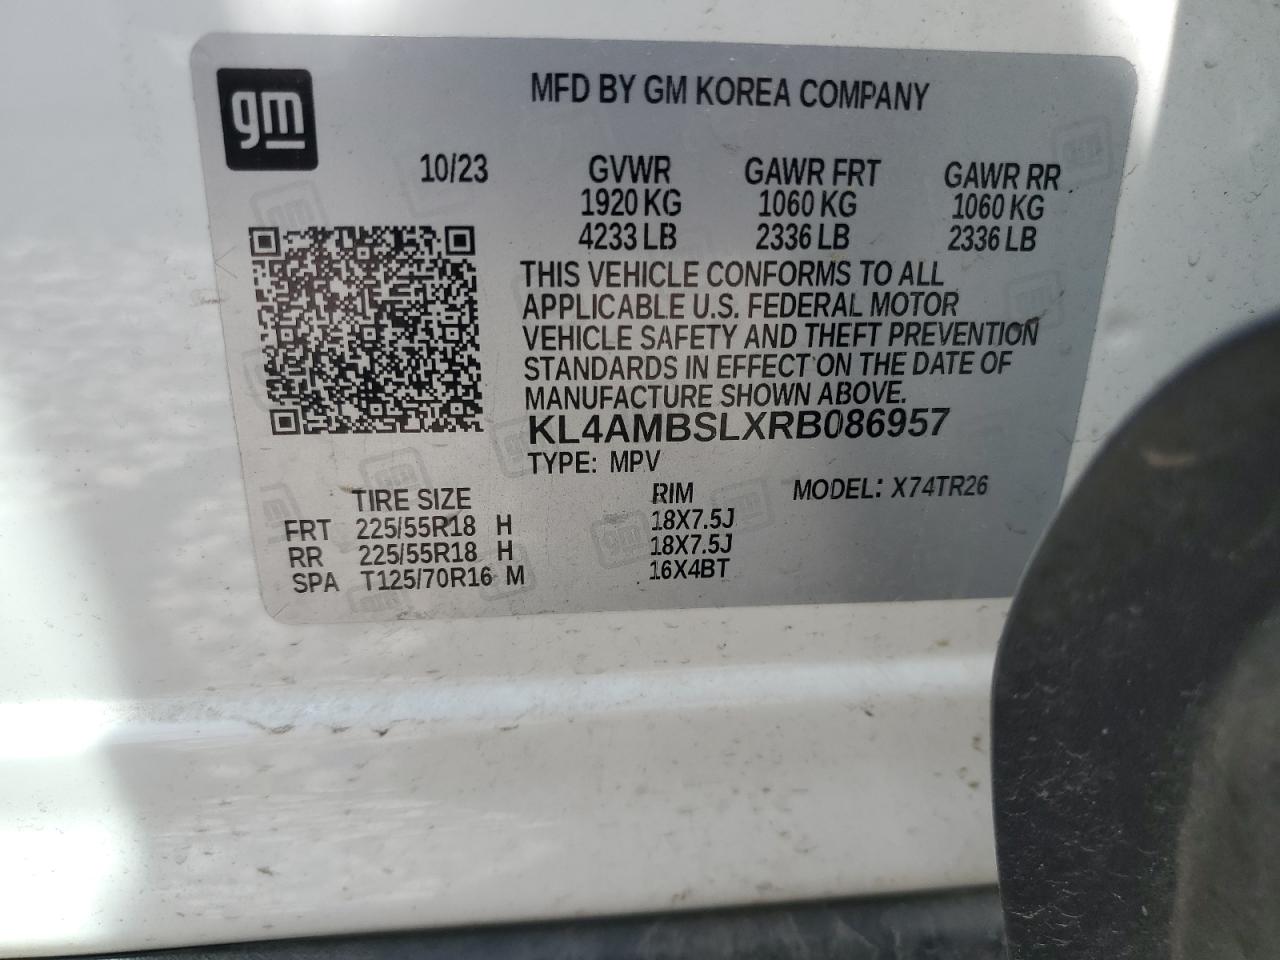 gm
MFD BY GM KOREA COMPANY
10/23 GVWR GAWR FRT GAWR RR
1920 KG 1060 KG 1060 KG
4233 LB 2336 LB 2336 LB
THIS VEHICLE CONFORMS TO ALL
APPLICABLE U.S. FEDERAL MOTOR
VEHICLE SAFETY AND THEFT PREVENTION
STANDARDS IN EFFECT ON THE DATE OF
MANUFACTURE SHOWN ABOVE.
KL4AMBSLXRB086957
TYPE: MPV
TIRE SIZE RIM MODEL: X74TR26
FRT 225/55R18 H 18X7.5J
RR 225/55R18 H 18X7.5J
SPA T125/70R16 M 16X4BT